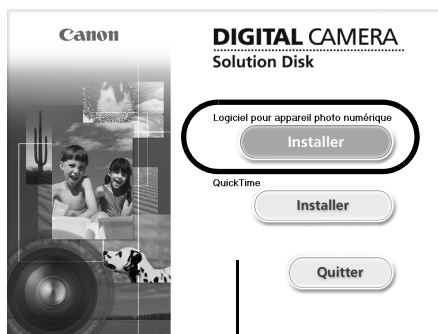 Canon
DIGITAL CAMERA
Solution Disk
Logiciel pour appareil photo numérique
Installer
QuickTime
Installer
Quitter